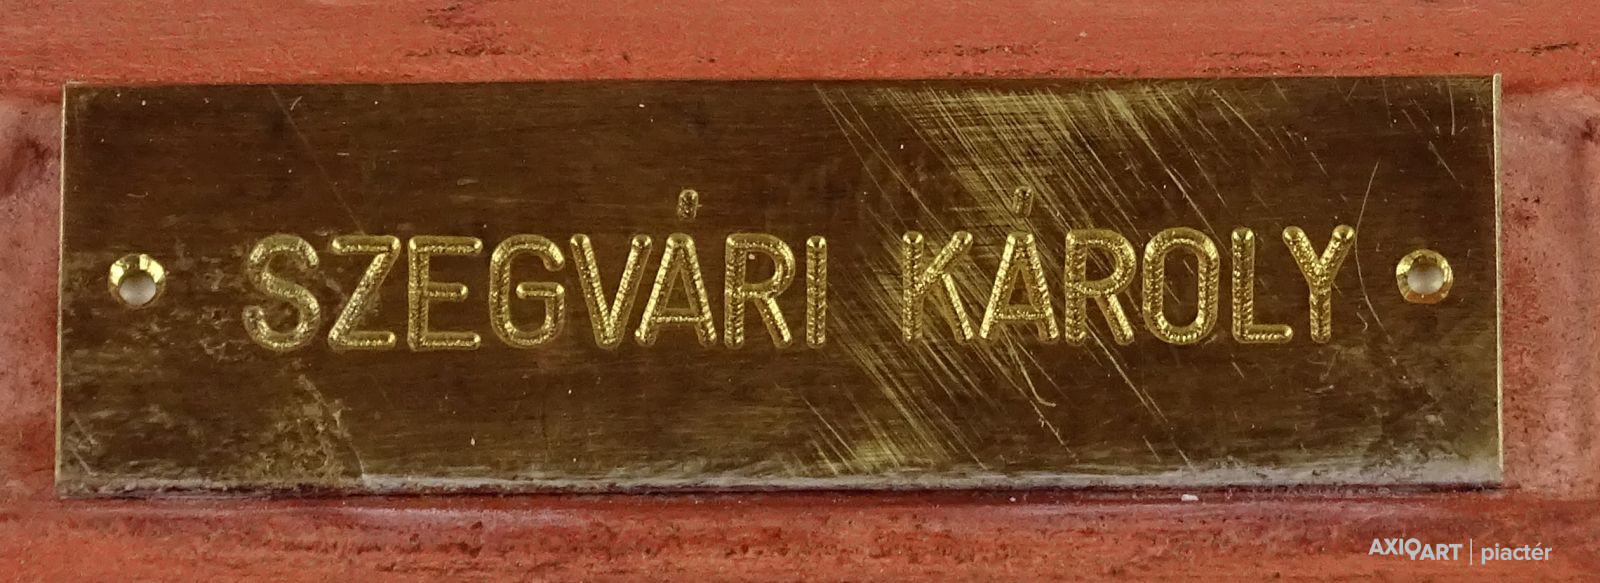 SZEGVÁRI KÁROLY
AXIOART | piactér